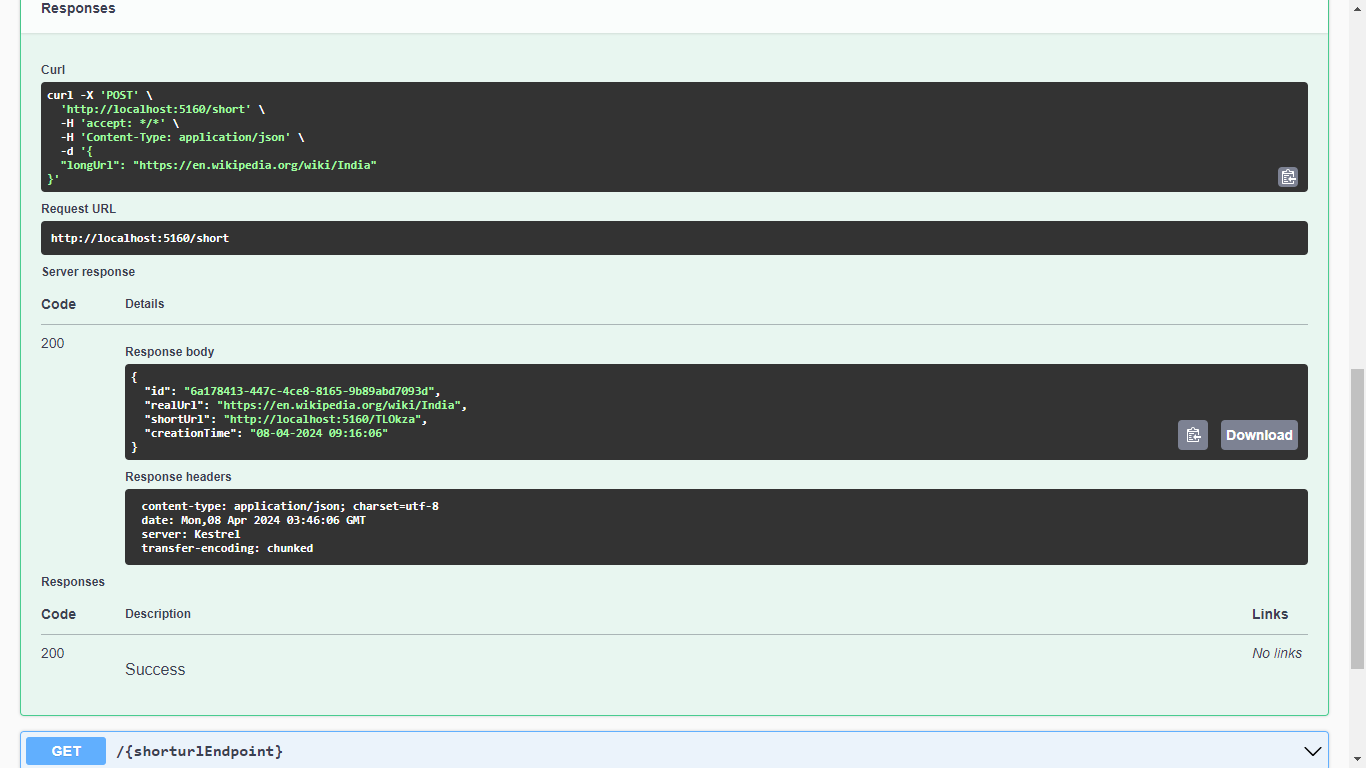 Responses
Curl
curl -X 'POST' \
'http://localhost:5160/short' \
-H 'accept: */*' \
-H 'Content-Type: application/json' \
-d '{
"longUrl": "https://en.wikipedia.org/wiki/India"
}'
Request URL
http://localhost:5160/short
Server response
Code Details
200
Response body
{
"id": "6a178413-447c-4ce8-8165-9b89abd7093d",
"realUrl": "https://en.wikipedia.org/wiki/India",
"shortUrl": "http://localhost:5160/TLOkza",
"creationTime": "08-04-2024 09:16:06"
}
Download
Response headers
content-type: application/json; charset=utf-8
date: Mon,08 Apr 2024 03:46:06 GMT
server: Kestrel
transfer-encoding: chunked
Responses
Code Description Links
200 No links
Success
GET /{shorturlEndpoint}